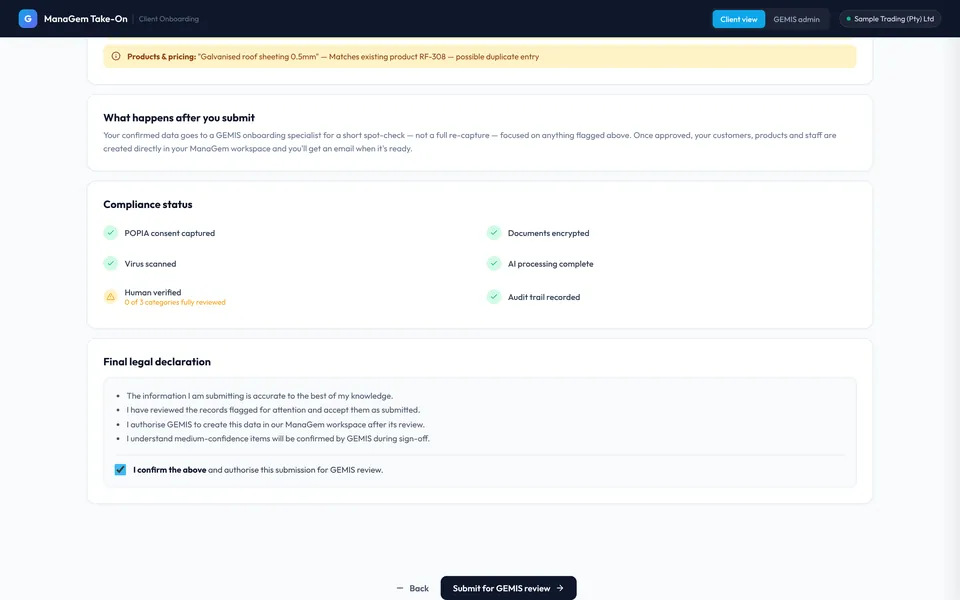 G ManaGem Take-On | Client Onboarding
Client view GEMIS admin Sample Trading (Pty) Ltd
Products & pricing: "Galvanised roof sheeting 0.5mm" — Matches existing product RF-308 — possible duplicate entry
What happens after you submit
Your confirmed data goes to a GEMIS onboarding specialist for a short spot-check — not a full re-capture — focused on anything flagged above. Once approved, your customers, products and staff are
created directly in your ManaGem workspace and you'll get an email when it's ready.
Compliance status
POPIA consent captured
Documents encrypted
Virus scanned
AI processing complete
Human verified
0 of 3 categories fully reviewed
Audit trail recorded
Final legal declaration
• The information I am submitting is accurate to the best of my knowledge.
• I have reviewed the records flagged for attention and accept them as submitted.
• I authorise GEMIS to create this data in our ManaGem workspace after its review.
• I understand medium-confidence items will be confirmed by GEMIS during sign-off.
I confirm the above and authorise this submission for GEMIS review.
Back
Submit for GEMIS review →